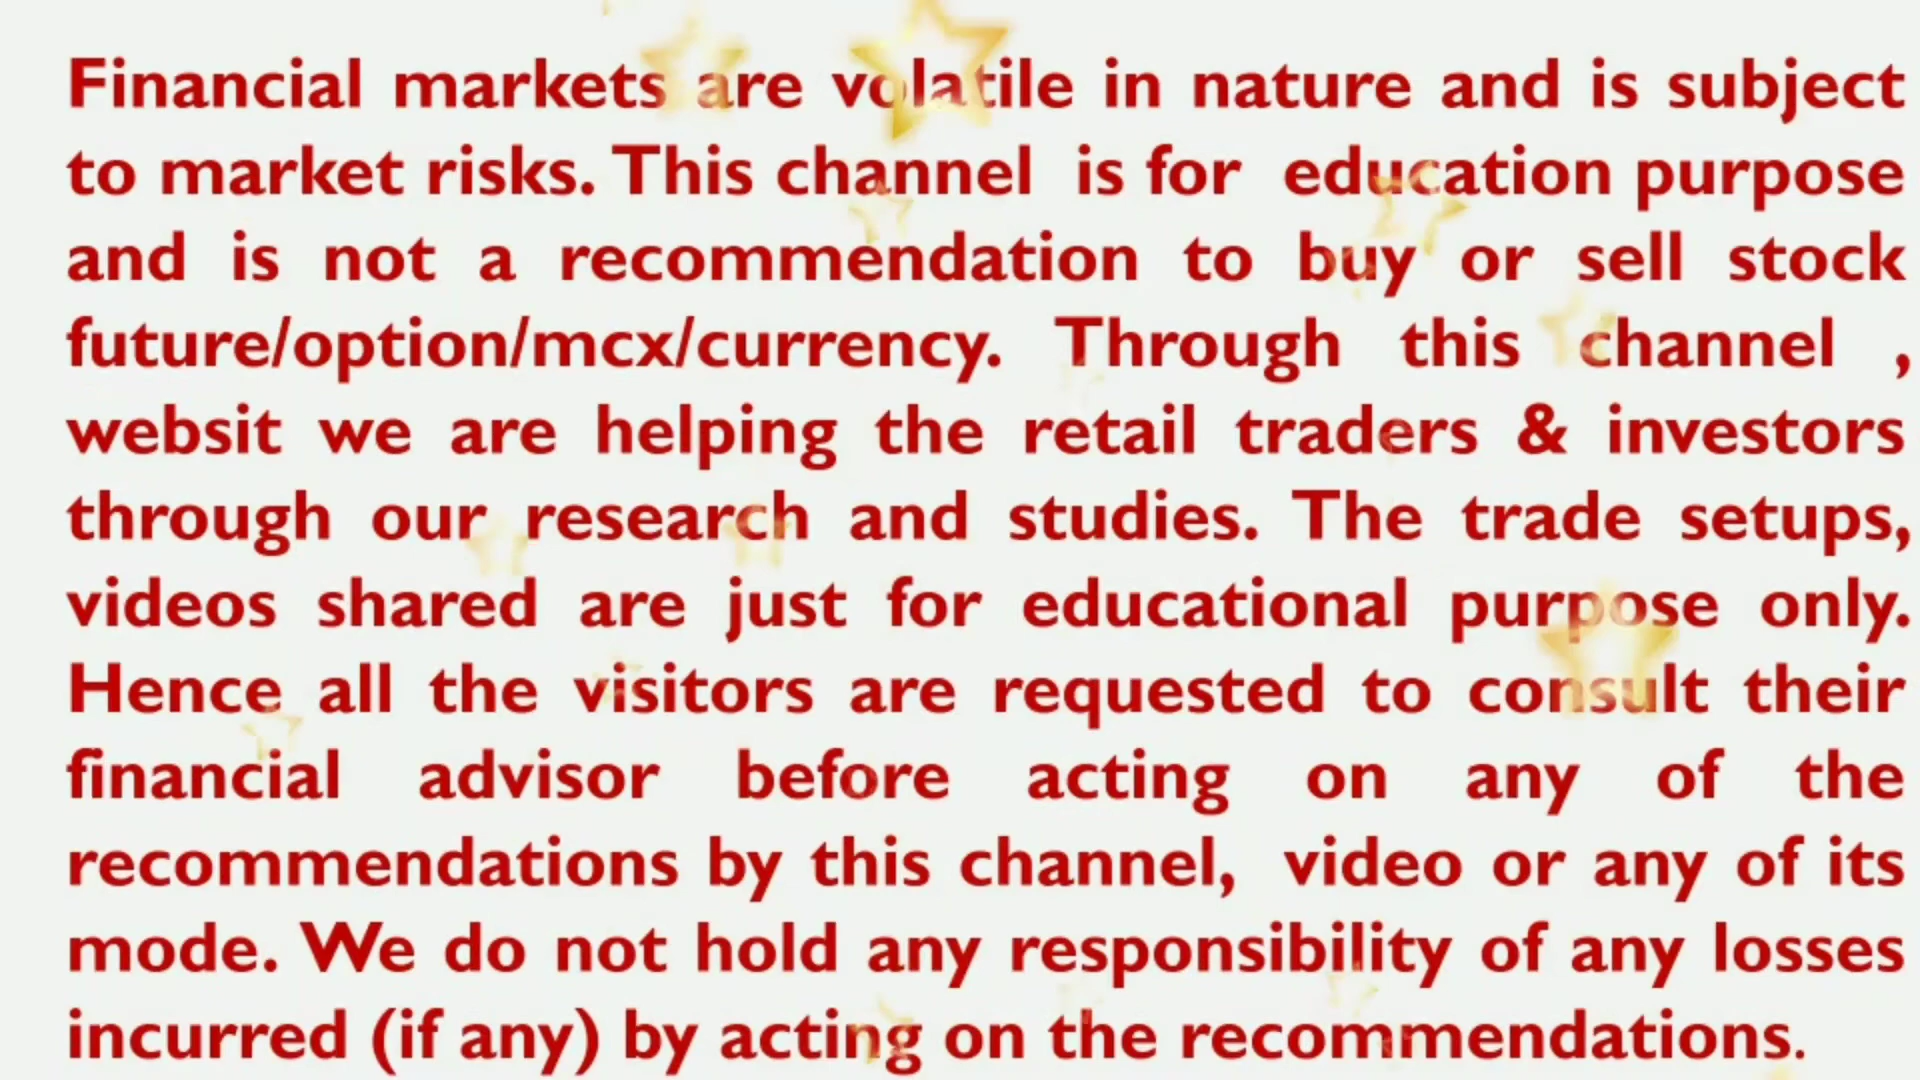 Financial markets are volatile in nature and is subject
to market risks. This channel is for education purpose
and is not a recommendation to buy or sell stock
future/option/mcx/currency. Through this channel ,
websit we are helping the retail traders & investors
through our research and studies. The trade setups,
videos shared are just for educational purpose only.
Hence all the visitors are requested to consult their
financial advisor before acting on any of the
recommendations by this channel, video or any of its
mode. We do not hold any responsibility of any losses
incurred (if any) by acting on the recommendations.